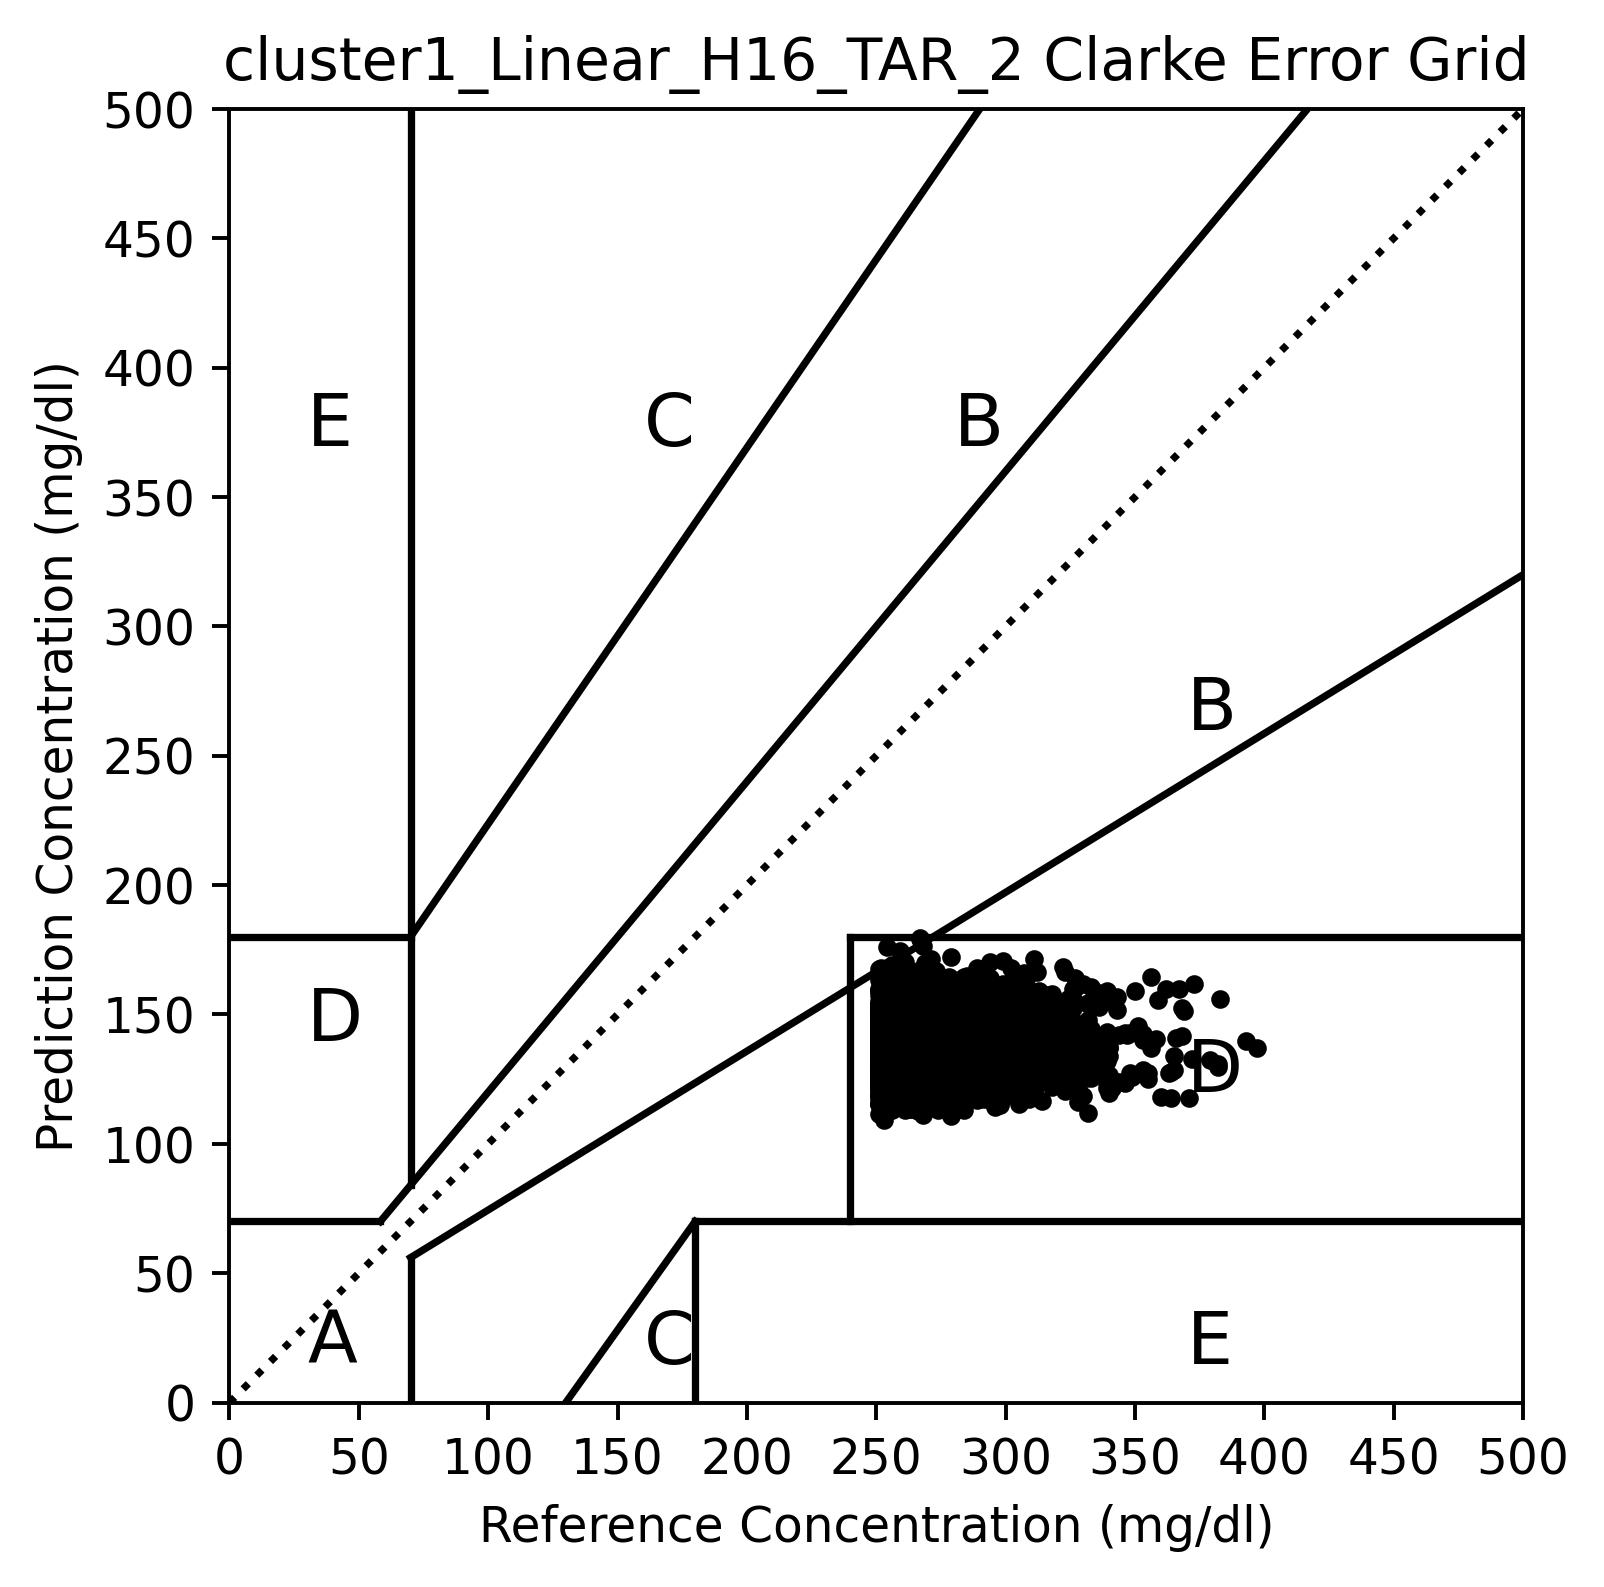 cluster1_Linear_H16_TAR_2 Clarke Error Grid
500
450
400
350
300
250
200
150
100
50
0
Prediction Concentration (mg/dl)
E
C
B
B
D
D
A
C
E
0 50 100 150 200 250 300 350 400 450 500
Reference Concentration (mg/dl)